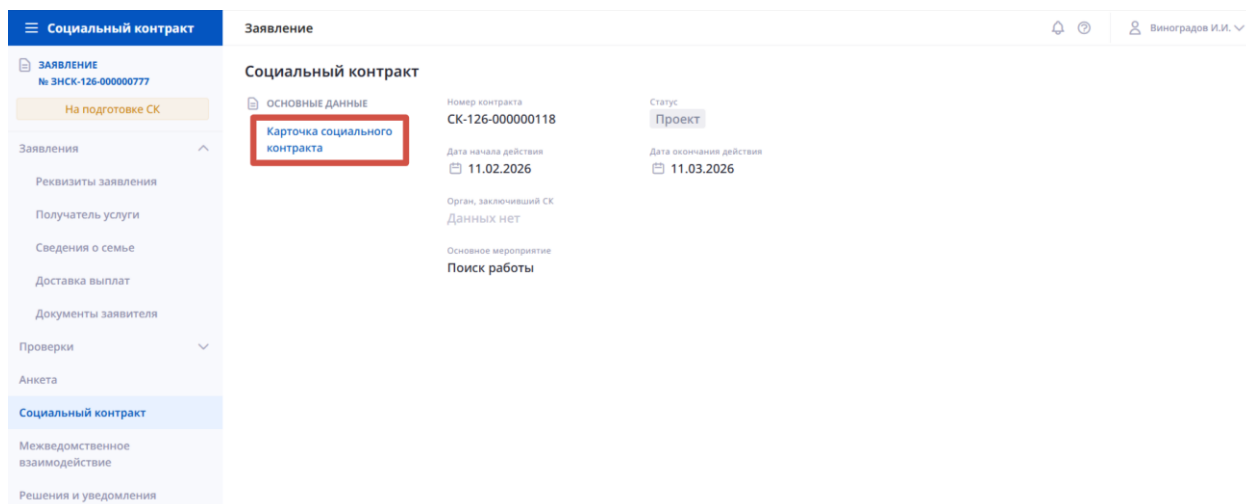 Социальный контракт
Заявление
Виноградов И.И.
ЗАЯВЛЕНИЕ
№ ЗНСК-126-000000777
На подготовке СК
Заявления
Реквизиты заявления
Получатель услуги
Сведения о семье
Доставка выплат
Документы заявителя
Проверки
Анкета
Социальный контракт
Межведомственное
взаимодействие
Решения и уведомления
Социальный контракт
ОСНОВНЫЕ ДАННЫЕ
Карточка социального
контракта
Номер контракта
СК-126-000000118
Статус
Проект
Дата начала действия
11.02.2026
Дата окончания действия
11.03.2026
Орган, заключивший СК
Данных нет
Основное мероприятие
Поиск работы